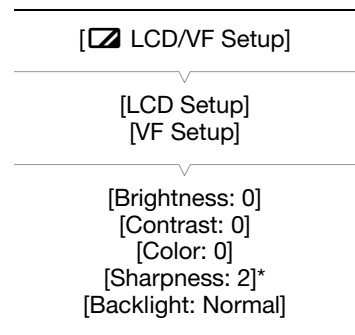 [LCD/VF Setup]
[LCD Setup]
[VF Setup]
[Brightness: 0]
[Contrast: 0]
[Color: 0]
[Sharpness: 2]*
[Backlight: Normal]